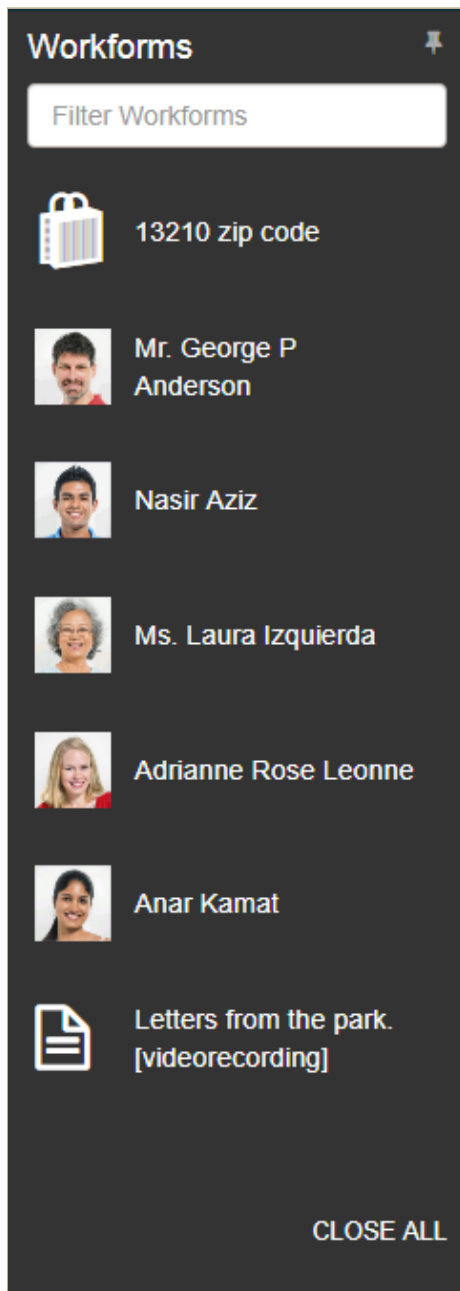 Workforms
Filter Workforms
13210 zip code
Mr. George P
Anderson
Nasir Aziz
Ms. Laura Izquierda
Adrianne Rose Leonne
Anar Kamat
Letters from the park.
[videorecording]
CLOSE ALL